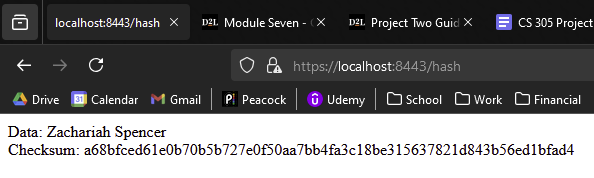 localhost:8443/hash
D2L Module Seven - C
D2L Project Two Guid
CS 305 Project
https://localhost:8443/hash
Drive Calendar Gmail Peacock Udemy School Work Financial
Data: Zachariah Spencer
Checksum: a68bfced61e0b70b5b727e0f50aa7bb4fa3c18be315637821d843b56ed1bfad4